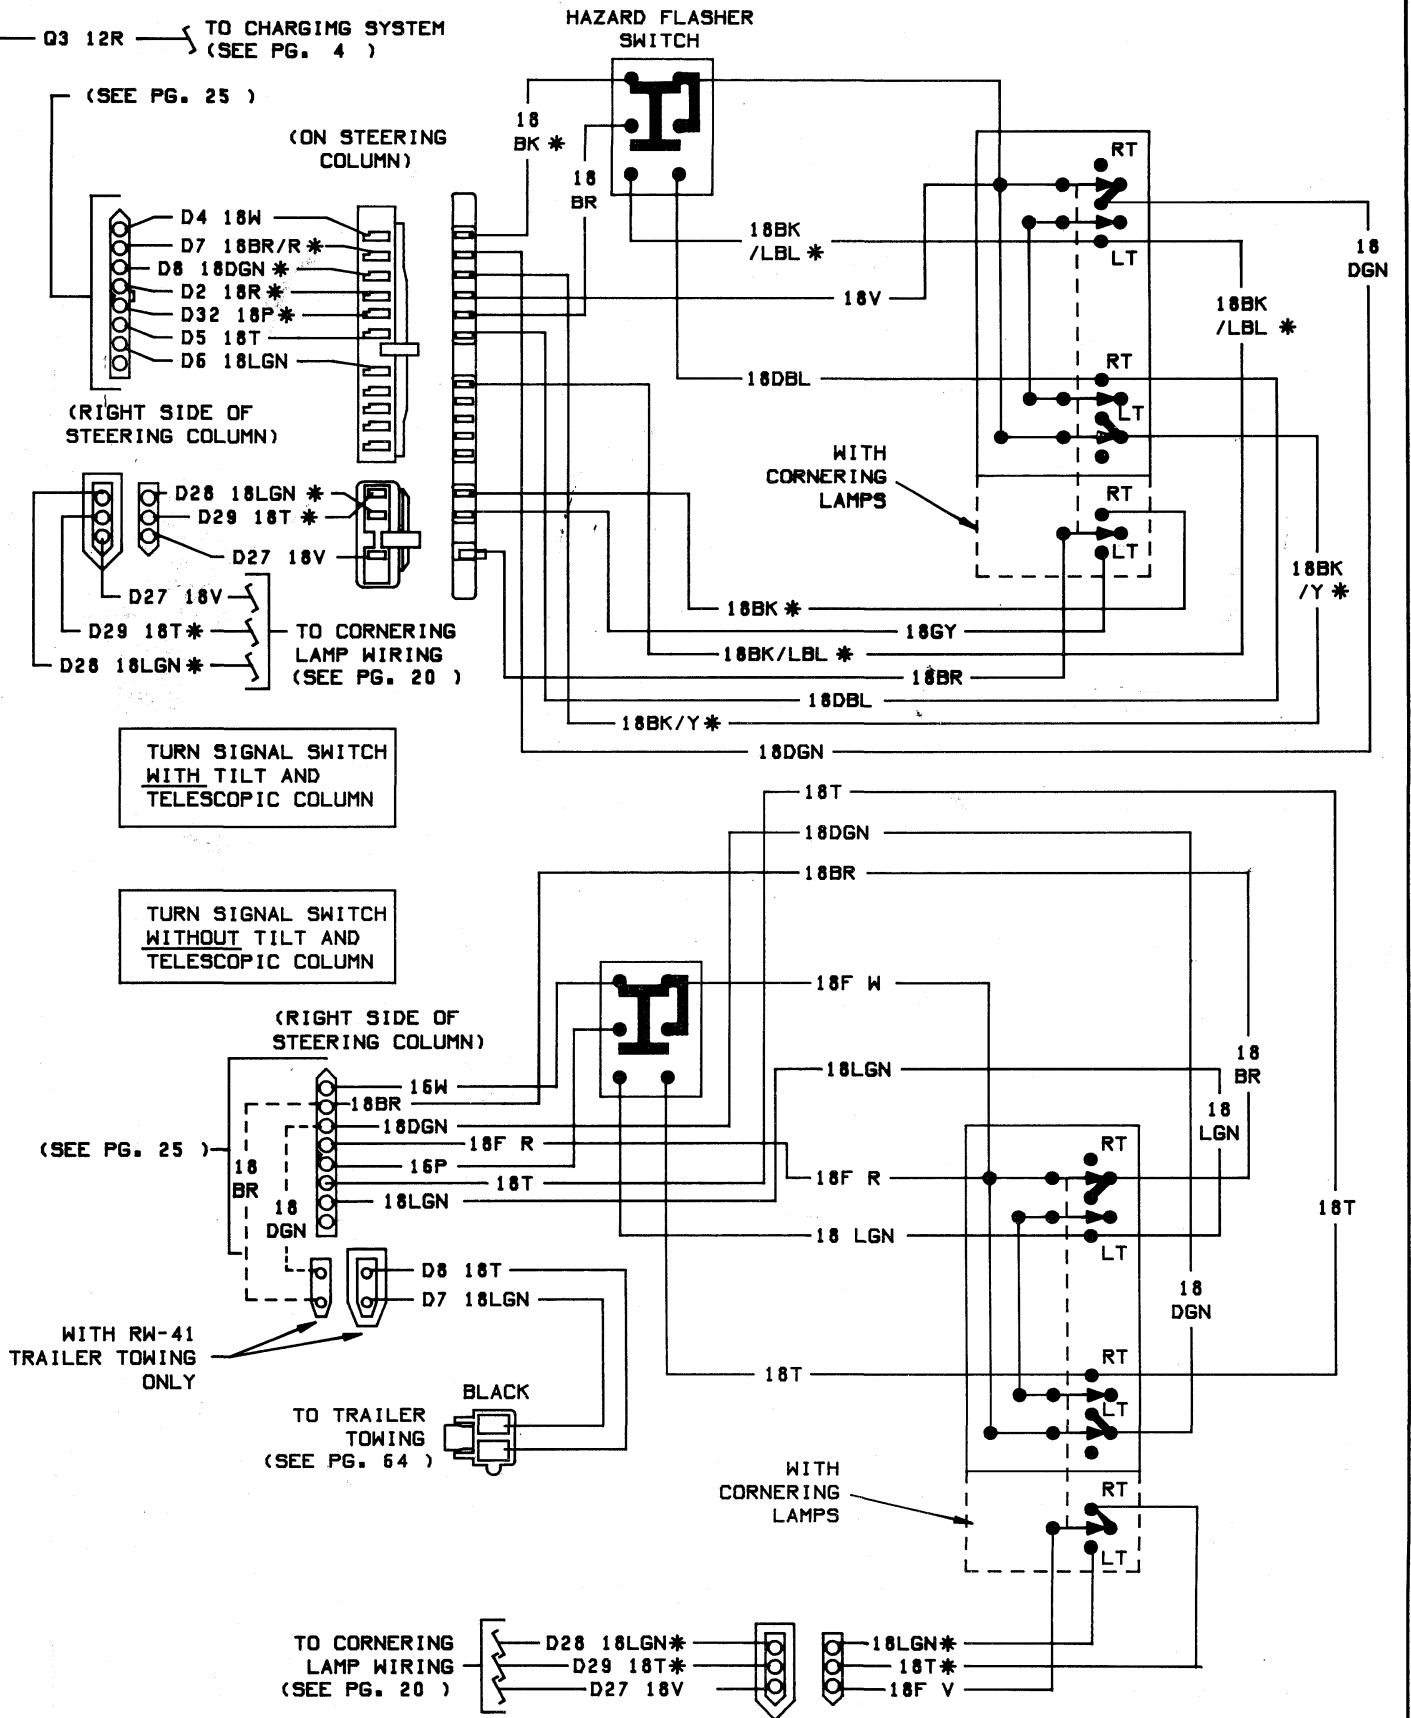 Q3 12R
TO CHARGIMG SYSTEM
(SEE PG. 4 )
HAZARD FLASHER
SWITCH
(SEE PG. 25 )
(ON STEERING
COLUMN)
18
BK *
18
BR
D4 18W
D7 18BR/R *
D8 18DGN *
D2 18R *
D32 18P *
D5 18T
D6 18LGN
(RIGHT SIDE OF
STEERING COLUMN)
18BK
/LBL *
18V
18DBL
RT
LT
18
DGN
18BK
/LBL *
RT
LT
WITH
CORNERING
LAMPS
RT
LT
18BK
/Y *
D28 18LGN *
D29 18T *
D27 18V
D27 18V
D29 18T *
D28 18LGN *
TO CORNERING
LAMP WIRING
(SEE PG. 20 )
18BK *
18GY
18BK/LBL *
18BR
18DBL
18BK/Y *
18DGN
TURN SIGNAL SWITCH
WITH TILT AND
TELESCOPIC COLUMN
18T
18DGN
18BR
TURN SIGNAL SWITCH
WITHOUT TILT AND
TELESCOPIC COLUMN
(RIGHT SIDE OF
STEERING COLUMN)
18F W
18LGN
18
BR
18
LGN
16W
18BR
18DGN
18F R
16P
18T
18LGN
(SEE PG. 25 )
18
BR
18
DGN
18F R
18 LGN
RT
LT
18T
18
DGN
D8 18T
D7 18LGN
WITH RW-41
TRAILER TOWING
ONLY
18T
RT
LT
BLACK
TO TRAILER
TOWING
(SEE PG. 64 )
WITH
CORNERING
LAMPS
RT
LT
TO CORNERING
LAMP WIRING
(SEE PG. 20 )
D28 18LGN *
D29 18T *
D27 18V
18LGN *
18T *
18F V